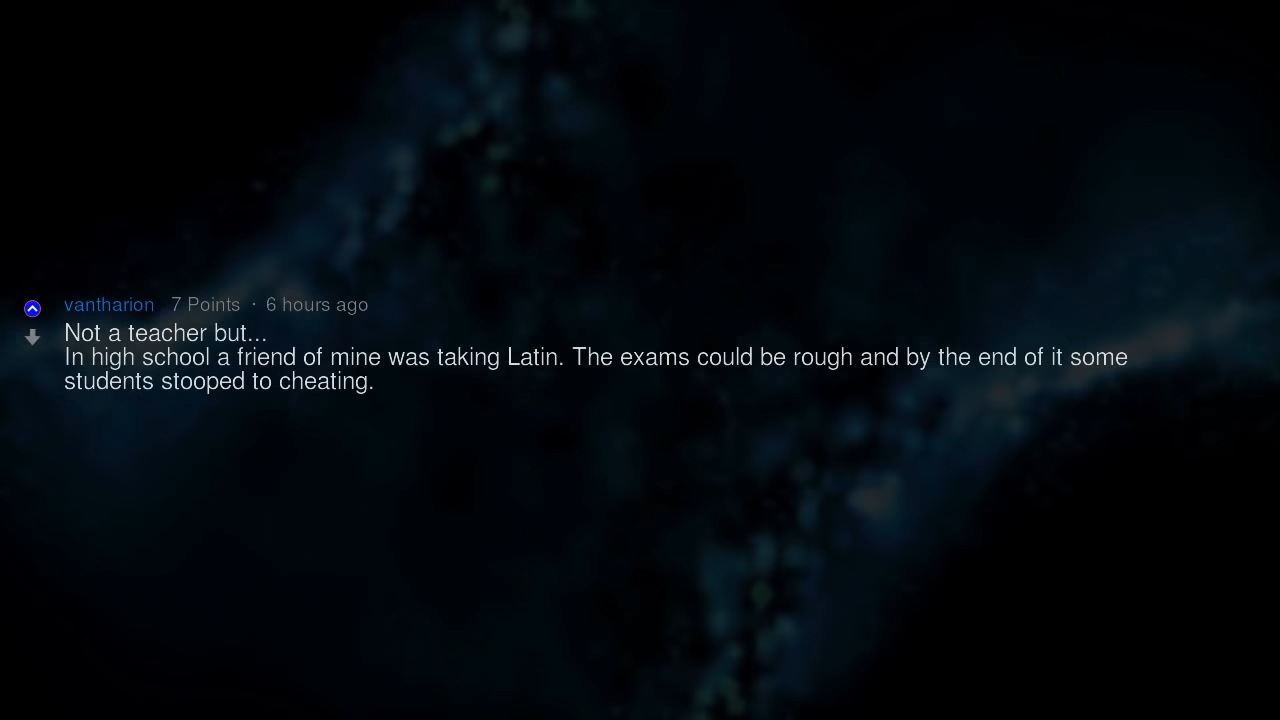 vantharion 7 Points · 6 hours ago
Not a teacher but...
In high school a friend of mine was taking Latin. The exams could be rough and by the end of it some
students stooped to cheating.